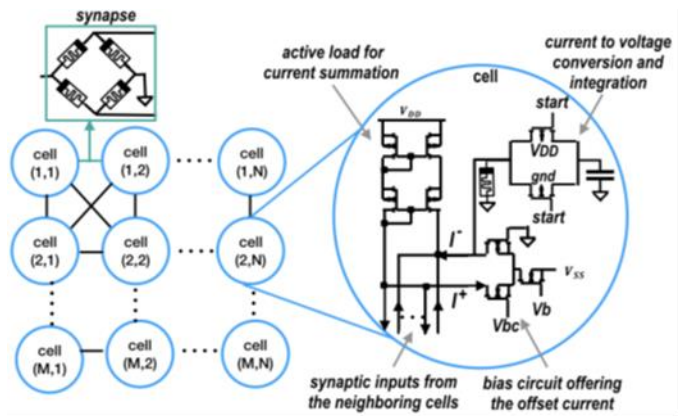 synapse
active load for
current summation
current to voltage
conversion and
integration
cell
start
V_DD
VDD
gnd
start
cell
(1,1)
cell
(1,2)
cell
(1,N)
cell
(2,1)
cell
(2,2)
cell
(2,N)
I⁻
I⁺
V_SS
Vb
Vbc
cell
(M,1)
cell
(M,2)
cell
(M,N)
synaptic inputs from
the neighboring cells
bias circuit offering
the offset current